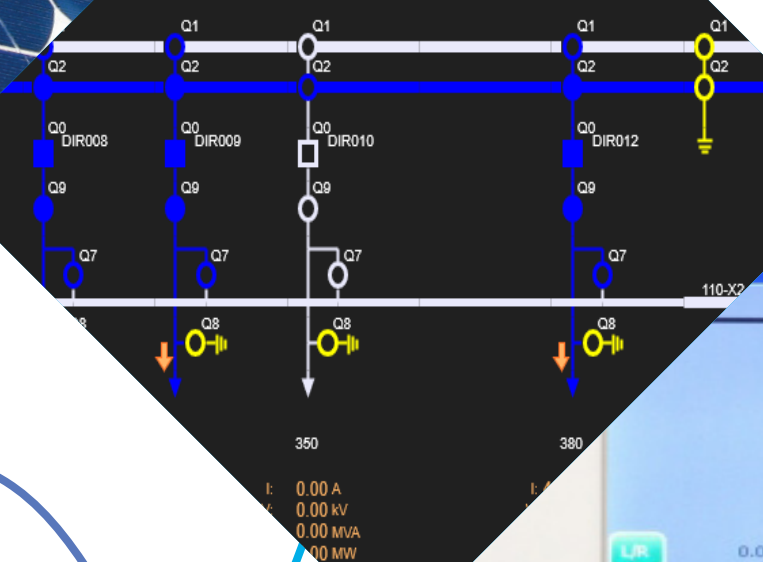 Q1 Q1 Q1 Q1
Q2 Q2 Q2 Q2 Q2
Q0 Q0 Q0 Q0
DIR008 DIR009 DIR010 DIR012
Q9 Q9 Q9 Q9
Q7 Q7 Q7 Q7
110-X2
8 Q8 Q8 Q8
350 380
I: 0.00 A I:
V: 0.00 kV
0.00 MVA
.00 MW
L/R 0.0